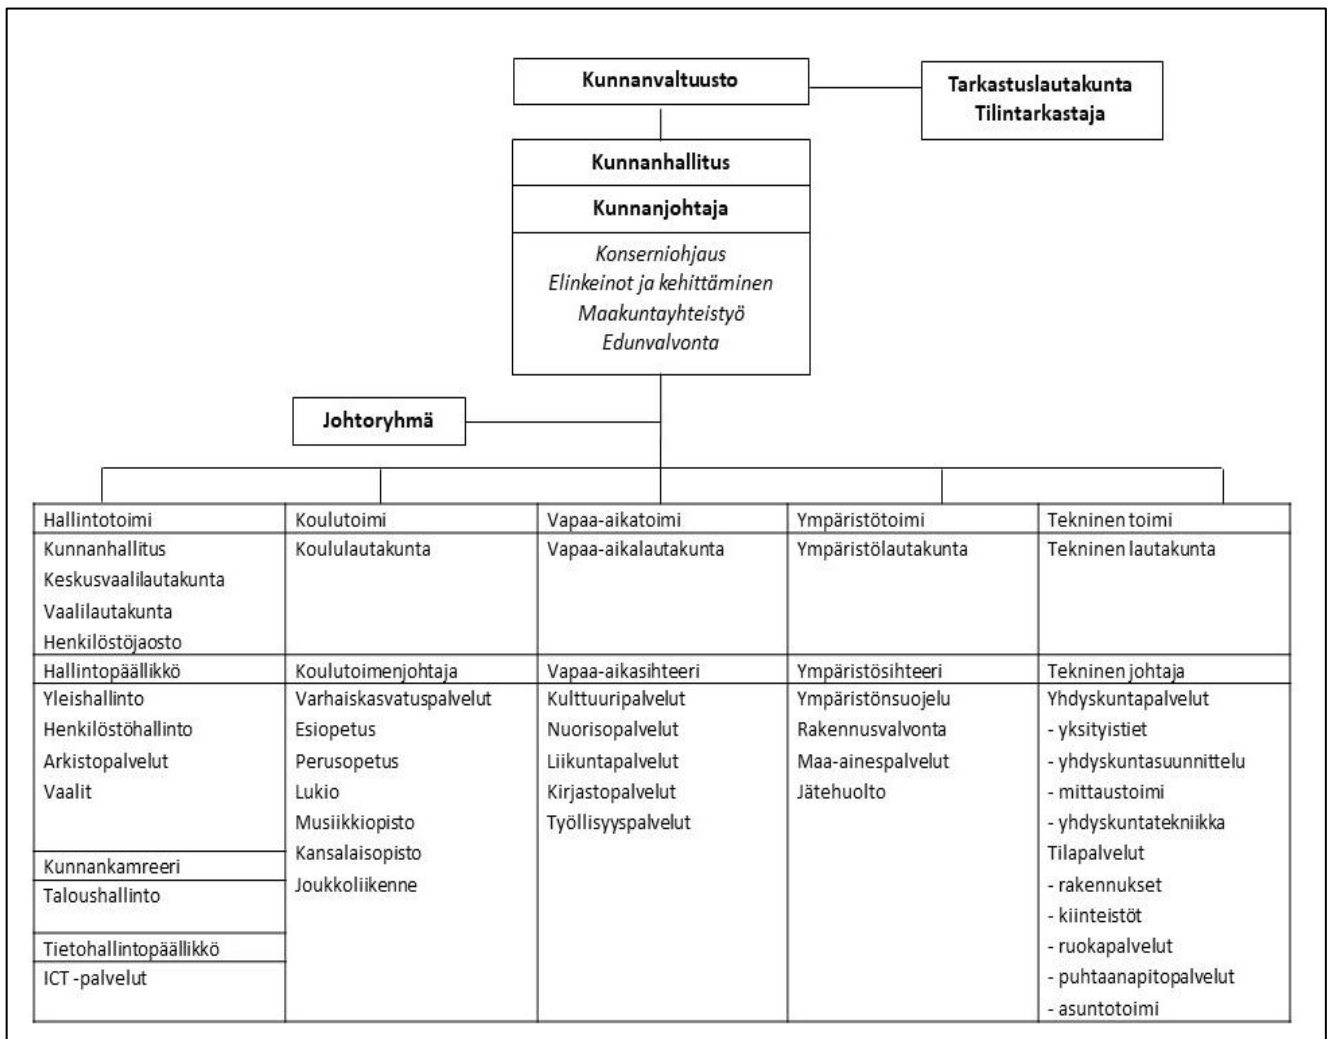 Kunnanvaltuusto
Tarkastuslautakunta
Tilintarkastaja
Kunnanhallitus
Kunnanjohtaja
Konserniohjaus
Elinkeinot ja kehittäminen
Maakuntayhteistyö
Edunvalvonta
Johtoryhmä
Hallintotoimi
Kunnanhallitus
Keskusvaalilautakunta
Vaalilautakunta
Henkilöstöjaosto
Hallintopäällikkö
Yleishallinto
Henkilöstöhallinto
Arkistopalvelut
Vaalit
Kunnankamreeri
Taloushallinto
Tietohallintopäällikkö
ICT -palvelut
Koulutoimi
Koululautakunta
Koulutoimenjohtaja
Varhaiskasvatuspalvelut
Esiopetus
Perusopetus
Lukio
Musiikkiopisto
Kansalaisopisto
Joukkoliikenne
Vapaa-aikatoimi
Vapaa-aikalautakunta
Vapaa-aikasihteeri
Kulttuuripalvelut
Nuorisopalvelut
Liikuntapalvelut
Kirjastopalvelut
Työllisyyspalvelut
Ympäristötoimi
Ympäristölautakunta
Ympäristösihteeri
Ympäristönsuojelu
Rakennusvalvonta
Maa-ainespalvelut
Jätehuolto
Tekninen toimi
Tekninen lautakunta
Tekninen johtaja
Yhdyskuntapalvelut
- yksityistiet
- yhdyskuntasuunnittelu
- mittaustoimi
- yhdyskuntatekniikka
Tilapalvelut
- rakennukset
- kiinteistöt
- ruokapalvelut
- puhtaanapitopalvelut
- asuntotoimi